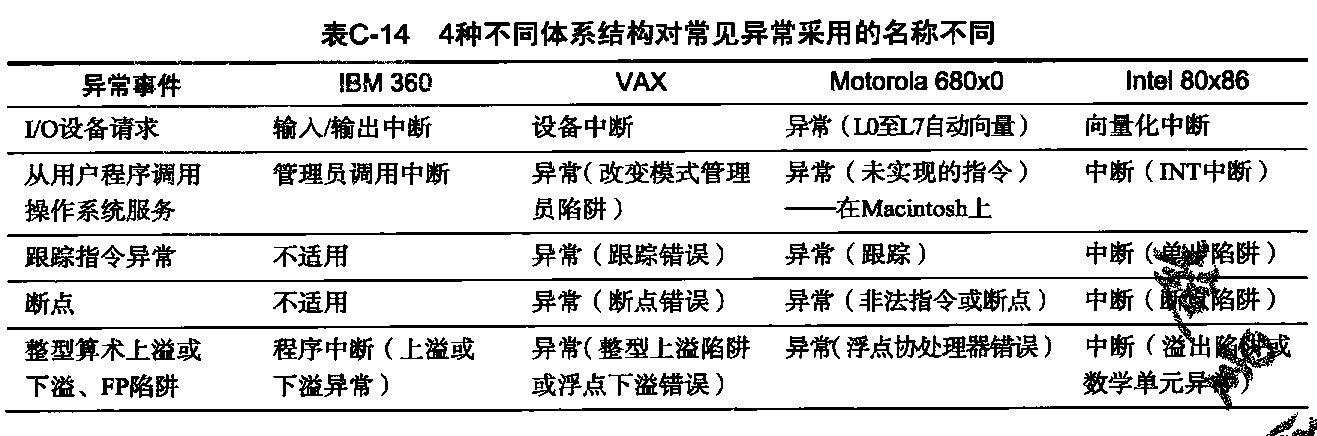 表C-14 4种不同体系结构对常见异常采用的名称不同
异常事件 IBM 360 VAX Motorola 680x0 Intel 80x86
I/O设备请求 输入/输出中断 设备中断 异常（L0至L7自动向量） 向量化中断
从用户程序调用 管理员调用中断 异常（改变模式管理 异常（未实现的指令） 中断（INT中断）
操作系统服务 员陷阱） ——在Macintosh上
跟踪指令异常 不适用 异常（跟踪错误） 异常（跟踪） 中断（单步陷阱）
断点 不适用 异常（断点错误） 异常（非法指令或断点） 中断（断点陷阱）
整型算术上溢或 程序中断（上溢或 异常（整型上溢陷阱 异常（浮点协处理器错误） 中断（溢出陷阱或
下溢、FP陷阱 下溢异常） 或浮点下溢错误） 数学单元异常）